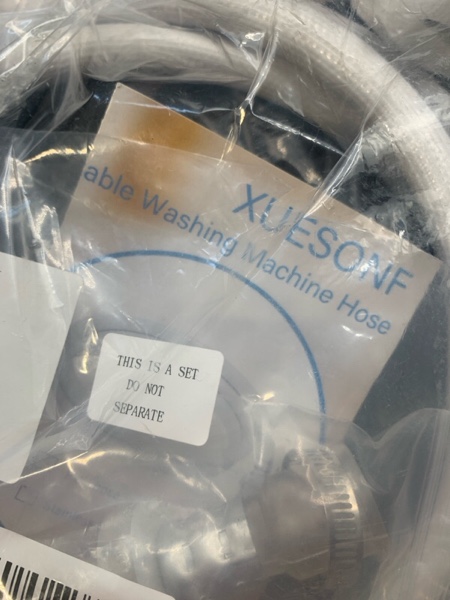 XUESONF
able Washing Machine Hose
THIS IS A SET
DO NOT
SEPARATE